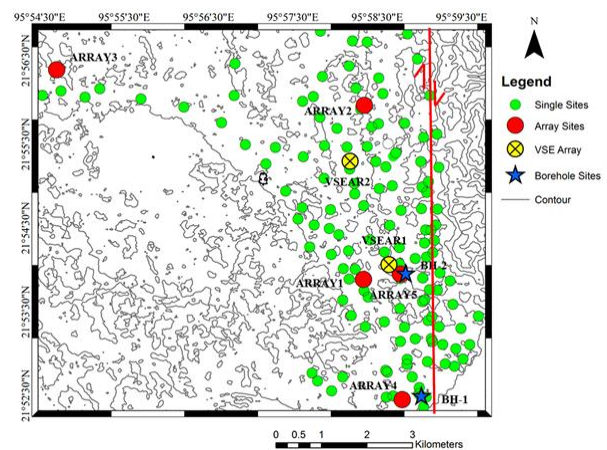 95°54'30"E 95°55'30"E 95°56'30"E 95°57'30"E 95°58'30"E 95°59'30"E
21°56'30"N
21°55'30"N
21°54'30"N
21°53'30"N
21°52'30"N
ARRAY3
ARRAY2
VSEAR2
VSEAR1
BH-2
ARRAY1
ARRAY5
ARRAY4
BH-1
N
Legend
Single Sites
Array Sites
VSE Array
Borehole Sites
Contour
0 0.5 1 2 3
Kilometers